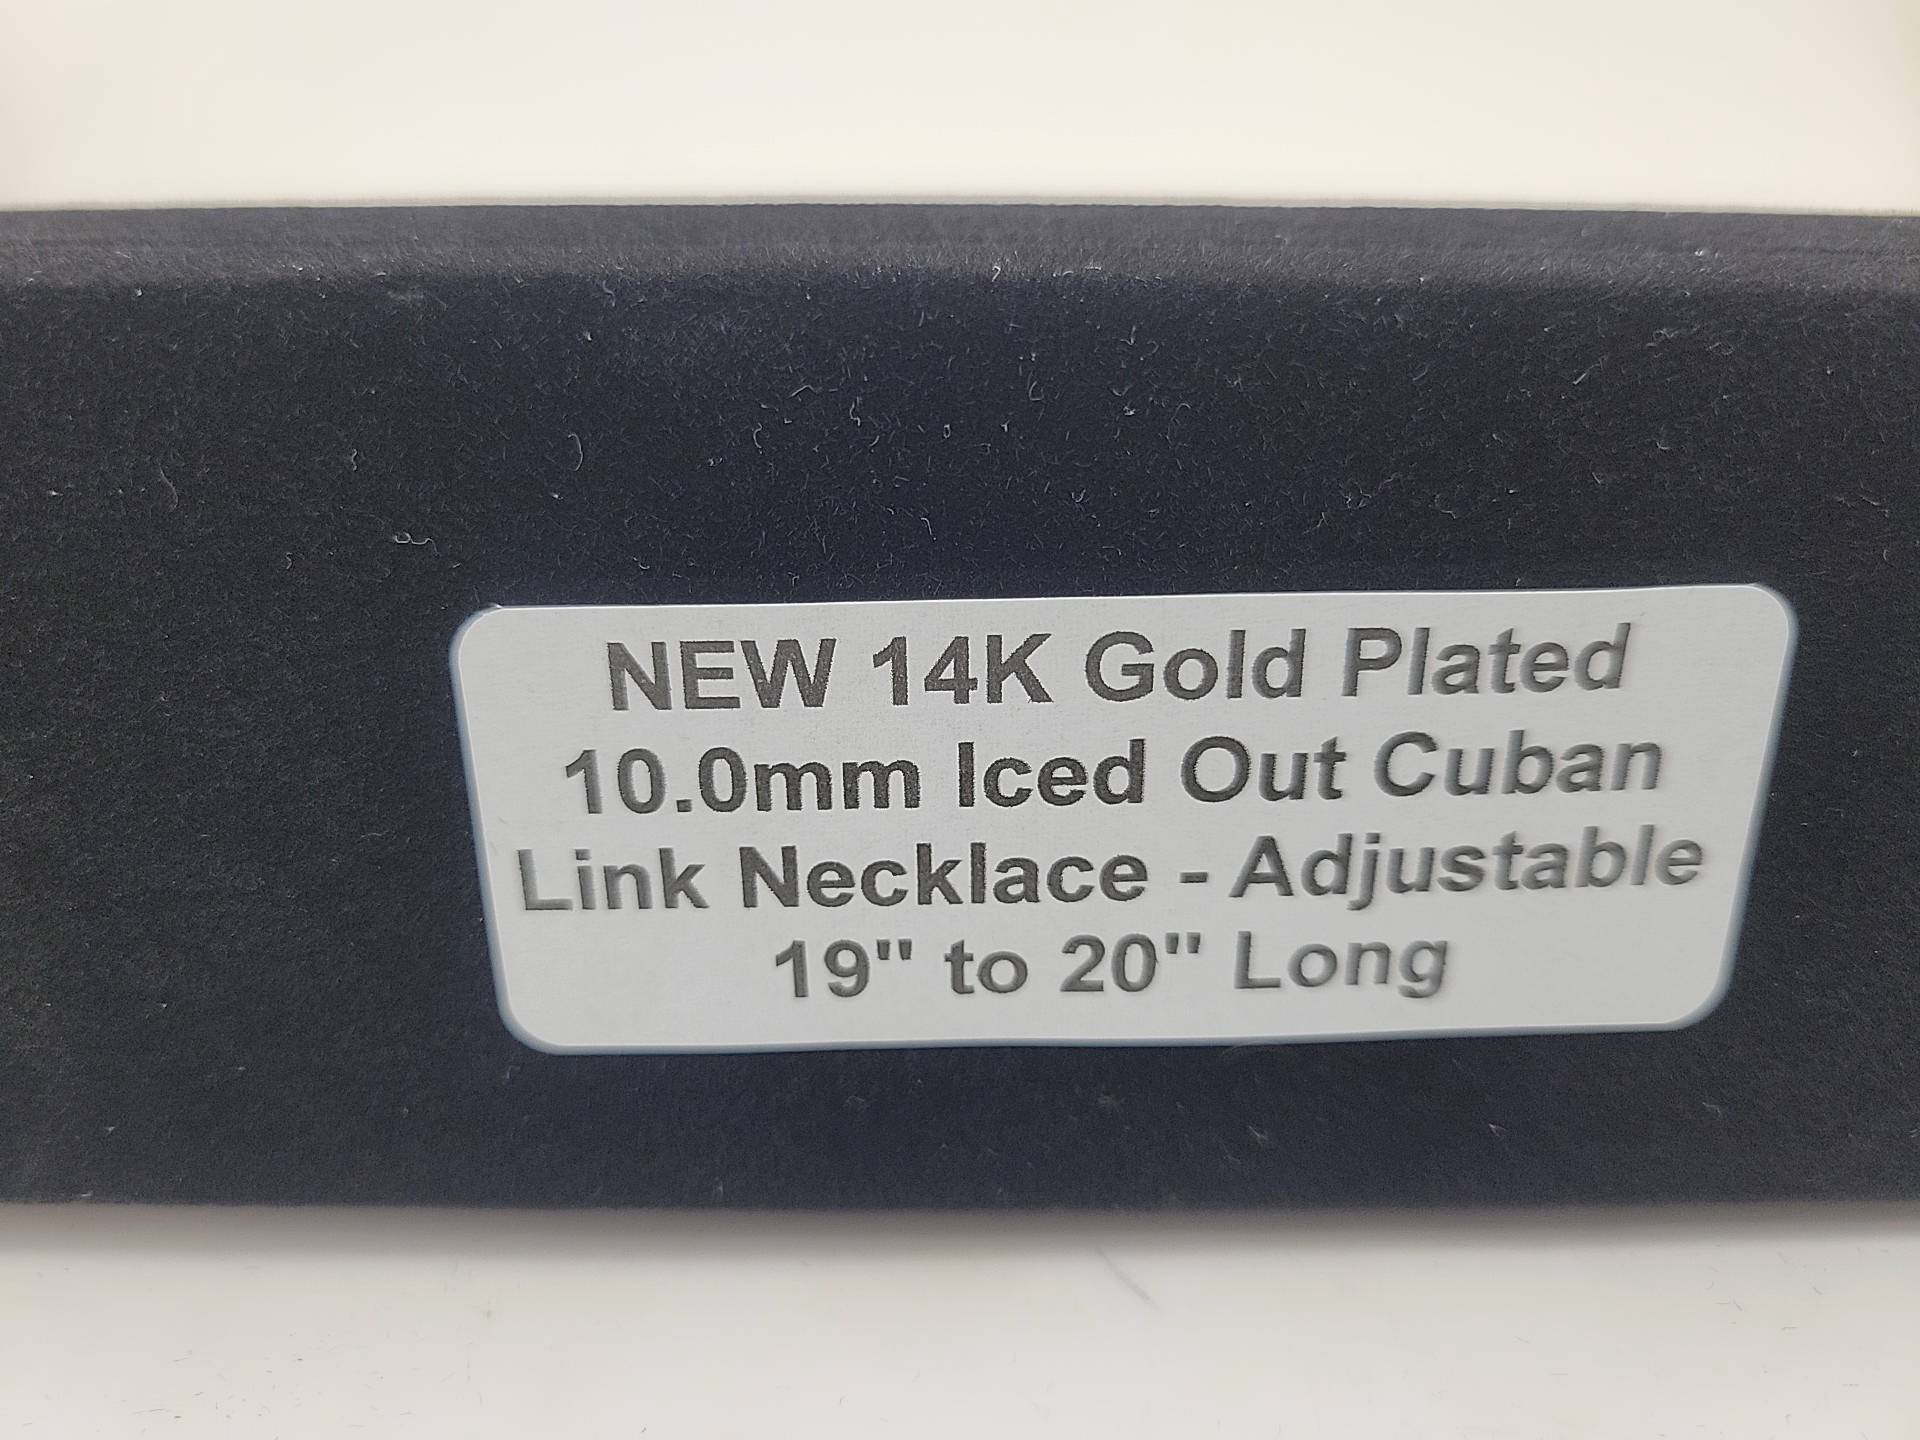 NEW 14K Gold Plated
10.0mm Iced Out Cuban
Link Necklace - Adjustable
19" to 20" Long